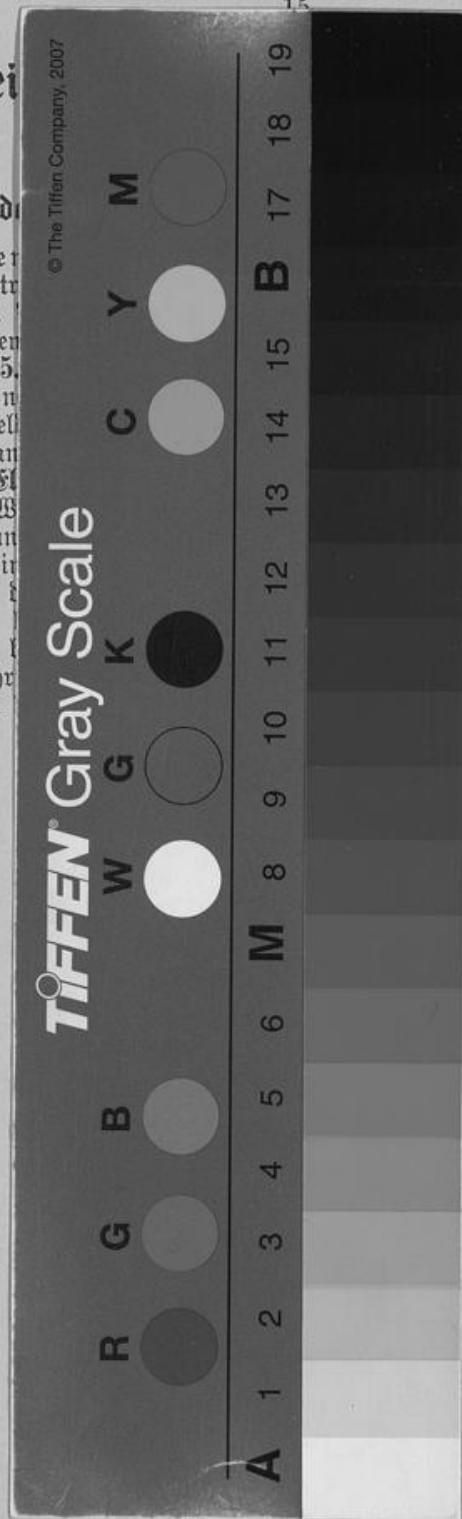 15
© The Tiffen Company, 2007
TIFFEN® Gray Scale
R G B W G K C Y M
A 1 2 3 4 5 6 M 8 9 10 11 12 13 14 15 B 17 18 19